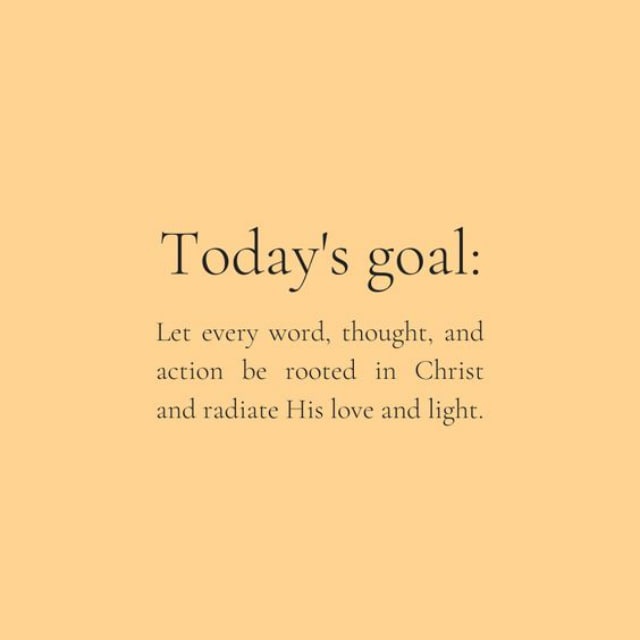 Today's goal:
Let every word, thought, and
action be rooted in Christ
and radiate His love and light.